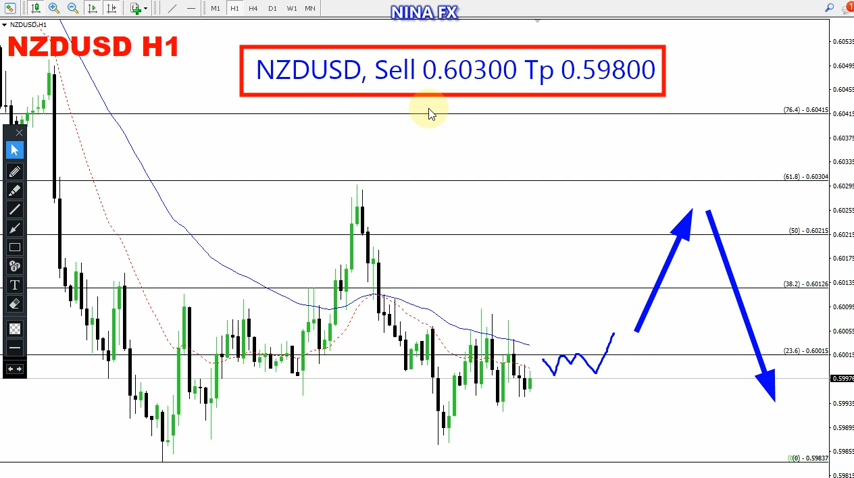 M1 H1 H4 D1 W1 MN
NINA FX
NZDUSD,H1
NZDUSD H1
NZDUSD, Sell 0.60300 Tp 0.59800
0.60535
0.60495
0.60455
(76.4) - 0.60415
0.60415
0.60375
0.60335
(61.8) - 0.60304
0.60295
0.60255
(50) - 0.60215
0.60215
0.60175
0.60135
(38.2) - 0.60126
0.60095
0.60055
(23.6) - 0.60015
0.60015
0.59976
0.59935
0.59895
0.59855
(0) - 0.59837
T